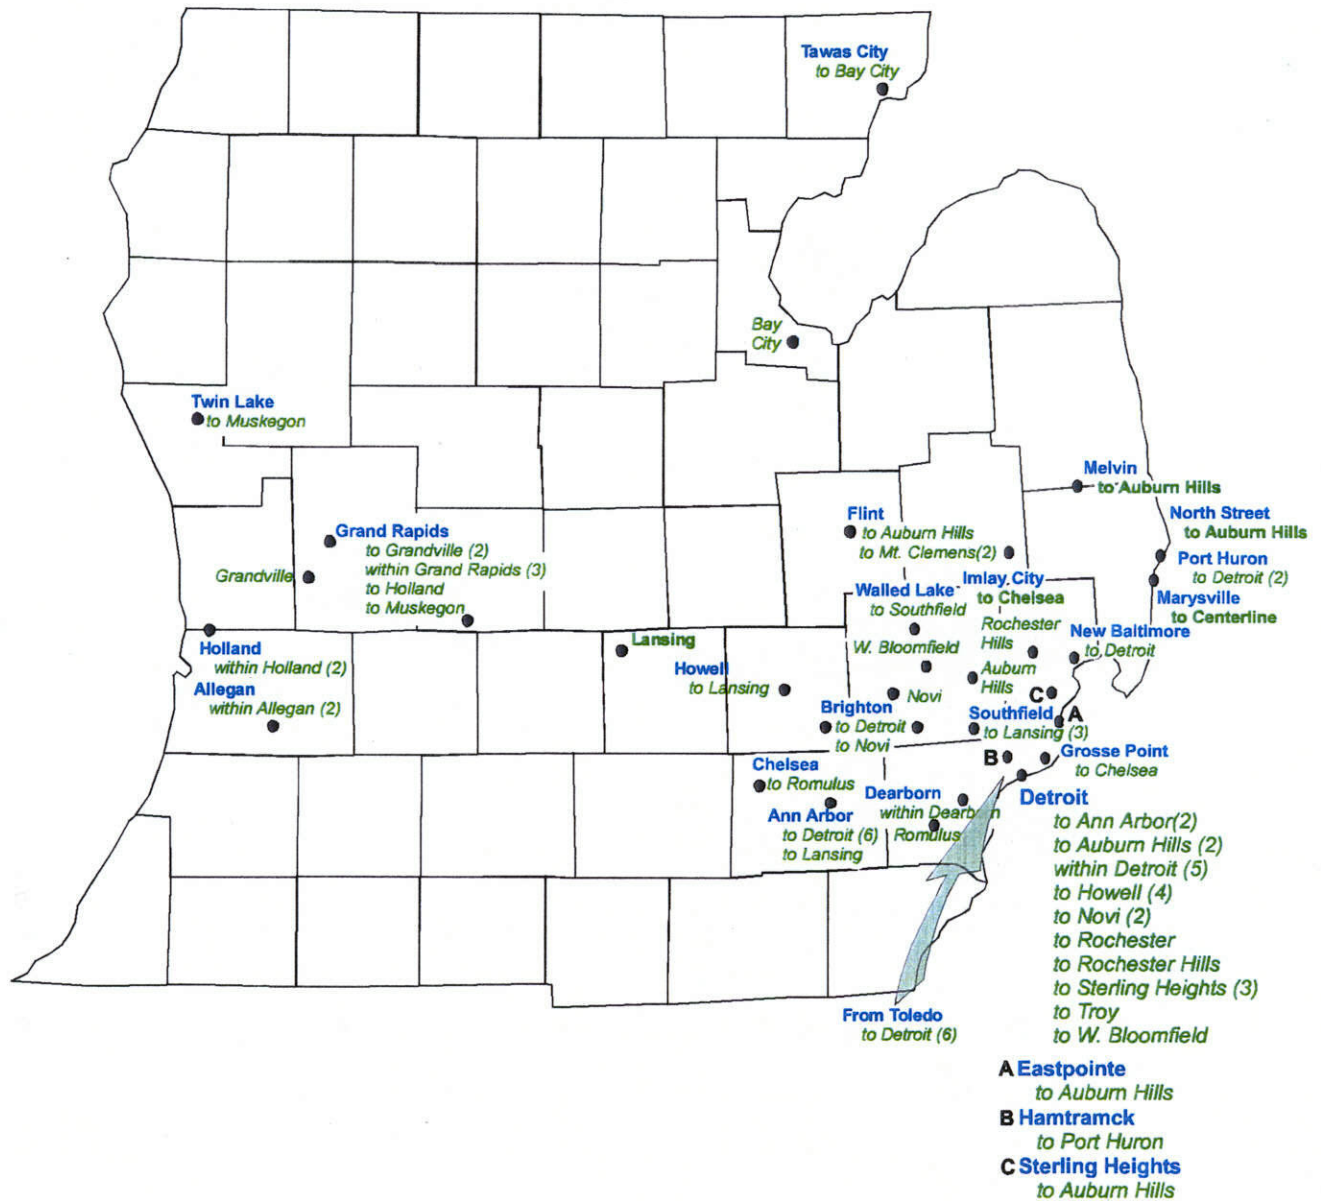 Tawas City
to Bay City
Bay
City
Twin Lake
to Muskegon
Melvin
to Auburn Hills
North Street
to Auburn Hills
Port Huron
to Detroit (2)
Marysville
to Centerline
Flint
to Auburn Hills
to Mt. Clemens(2)
Grand Rapids
to Grandville (2)
within Grand Rapids (3)
to Holland
to Muskegon
Grandville
Imlay City
to Chelsea
Walled Lake
to Southfield
W. Bloomfield
Rochester
Hills
New Baltimore
to Detroit
Holland
within Holland (2)
Allegan
within Allegan (2)
Lansing
Howell
to Lansing
Auburn
Hills
Novi
C
Brighton
to Detroit
to Novi
Southfield
to Lansing (3)
A
B
Grosse Point
to Chelsea
Chelsea
to Romulus
Ann Arbor
to Detroit (6)
to Lansing
Dearborn
within Dearborn
Romulus
Detroit
to Ann Arbor(2)
to Auburn Hills (2)
within Detroit (5)
to Howell (4)
to Novi (2)
to Rochester
to Rochester Hills
to Sterling Heights (3)
to Troy
to W. Bloomfield
From Toledo
to Detroit (6)
A Eastpointe
to Auburn Hills
B Hamtramck
to Port Huron
C Sterling Heights
to Auburn Hills